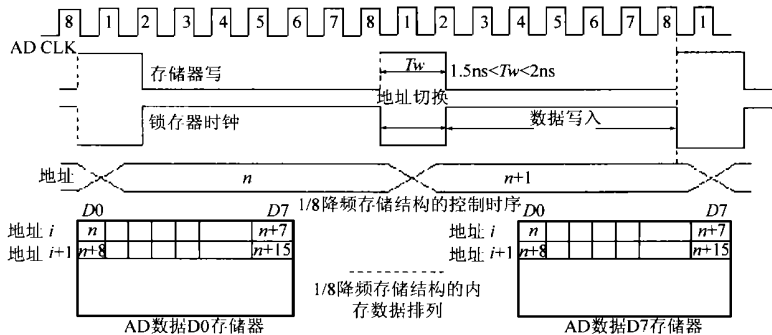 8 1 2 3 4 5 6 7 8 1 2 3 4 5 6 7 8 1
AD CLK
存储器写
Tw
1.5ns<Tw<2ns
地址切换
锁存器时钟
数据写入
地址
n
n+1
1/8降频存储结构的控制时序
D0 D7
地址 i n n+7
地址 i+1 n+8 n+15
AD数据D0存储器
1/8降频存储结构的内
存数据排列
D0 D7
地址 i n n+7
地址 i+1 n+8 n+15
AD数据D7存储器